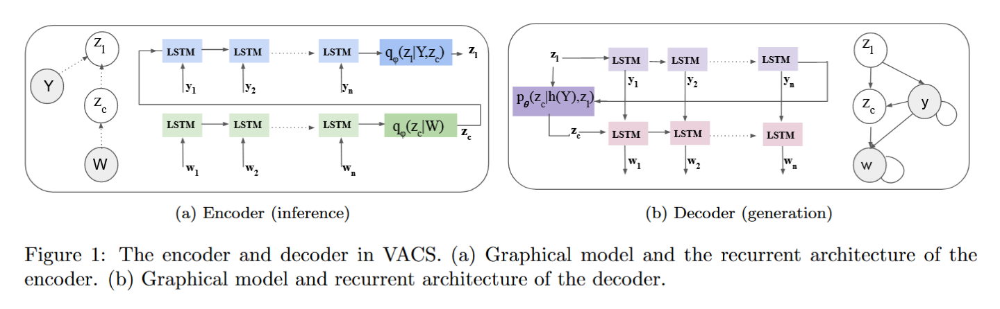 Z_l
Y
Z_c
W
LSTM LSTM LSTM q_φ(z_l|Y,z_c) z_l
y_1 y_2 y_n
LSTM LSTM LSTM q_φ(z_c|W) z_c
w_1 w_2 w_n
z_l LSTM LSTM LSTM
y_1 y_2 y_n
p_θ(z_c|h(Y),z_l)
z_c LSTM LSTM LSTM
w_1 w_2 w_n
Z_l
Z_c y
w
(a) Encoder (inference)
(b) Decoder (generation)
Figure 1: The encoder and decoder in VACS. (a) Graphical model and the recurrent architecture of the
encoder. (b) Graphical model and recurrent architecture of the decoder.